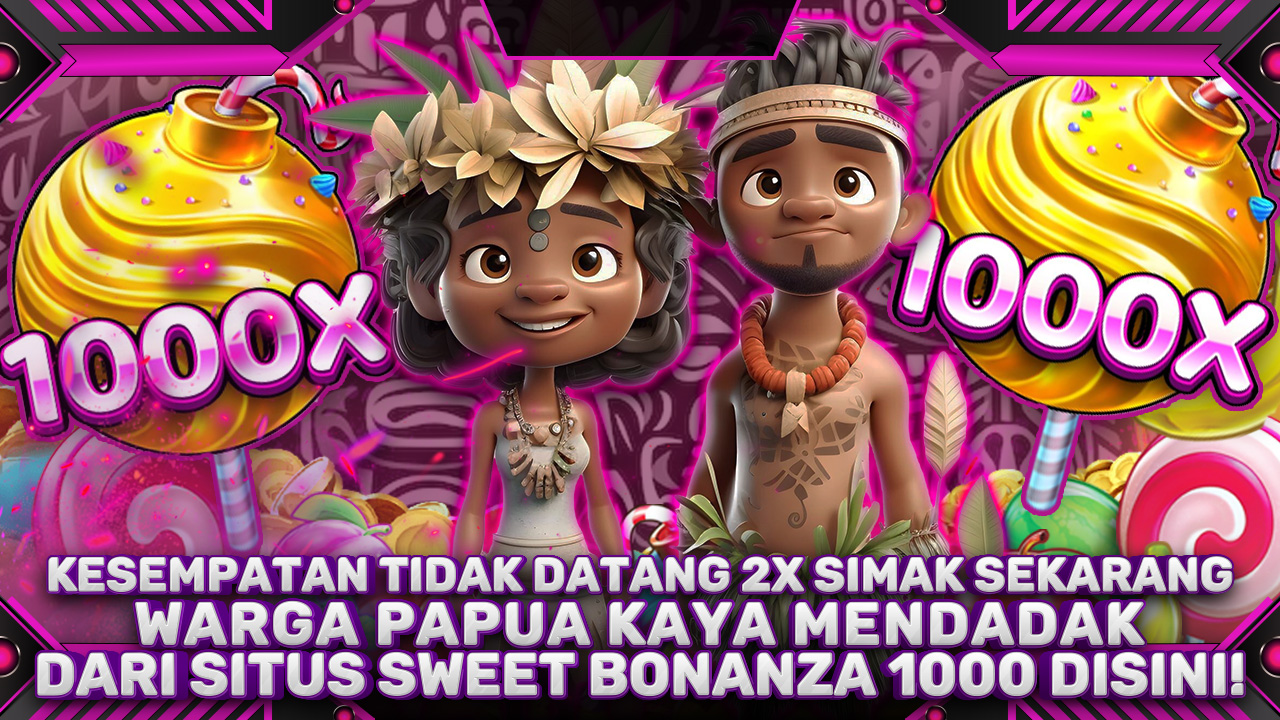 1000X
1000X
KESEMPATAN TIDAK DATANG 2X SIMAK SEKARANG
WARGA PAPUA KAYA MENDADAK
DARI SITUS SWEET BONANZA 1000 DISINI!